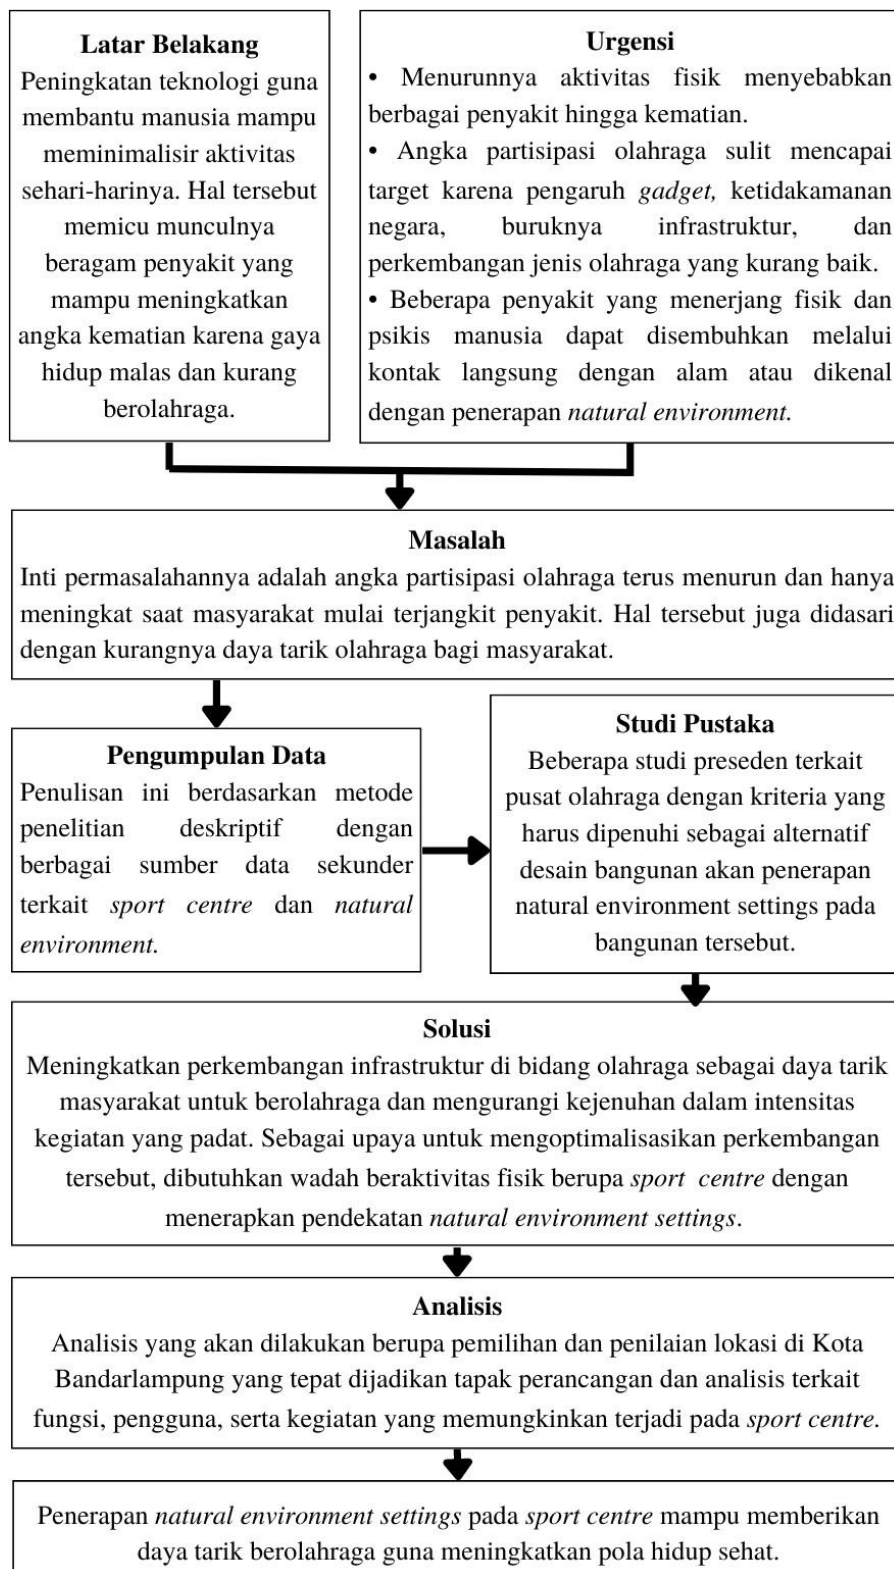 Latar Belakang
Peningkatan teknologi guna
membantu manusia mampu
meminimalisir aktivitas
sehari-harinya. Hal tersebut
memicu munculnya
beragam penyakit yang
mampu meningkatkan
angka kematian karena gaya
hidup malas dan kurang
berolahraga.
Urgensi
• Menurunnya aktivitas fisik menyebabkan
berbagai penyakit hingga kematian.
• Angka partisipasi olahraga sulit mencapai
target karena pengaruh gadget, ketidakamanan
negara, buruknya infrastruktur, dan
perkembangan jenis olahraga yang kurang baik.
• Beberapa penyakit yang menerjang fisik dan
psikis manusia dapat disembuhkan melalui
kontak langsung dengan alam atau dikenal
dengan penerapan natural environment.
Masalah
Inti permasalahannya adalah angka partisipasi olahraga terus menurun dan hanya
meningkat saat masyarakat mulai terjangkit penyakit. Hal tersebut juga didasari
dengan kurangnya daya tarik olahraga bagi masyarakat.
Pengumpulan Data
Penulisan ini berdasarkan metode
penelitian deskriptif dengan
berbagai sumber data sekunder
terkait sport centre dan natural
environment.
Studi Pustaka
Beberapa studi preseden terkait
pusat olahraga dengan kriteria yang
harus dipenuhi sebagai alternatif
desain bangunan akan penerapan
natural environment settings pada
bangunan tersebut.
Solusi
Meningkatkan perkembangan infrastruktur di bidang olahraga sebagai daya tarik
masyarakat untuk berolahraga dan mengurangi kejenuhan dalam intensitas
kegiatan yang padat. Sebagai upaya untuk mengoptimalisasikan perkembangan
tersebut, dibutuhkan wadah beraktivitas fisik berupa sport centre dengan
menerapkan pendekatan natural environment settings.
Analisis
Analisis yang akan dilakukan berupa pemilihan dan penilaian lokasi di Kota
Bandarlampung yang tepat dijadikan tapak perancangan dan analisis terkait
fungsi, pengguna, serta kegiatan yang memungkinkan terjadi pada sport centre.
Penerapan natural environment settings pada sport centre mampu memberikan
daya tarik berolahraga guna meningkatkan pola hidup sehat.